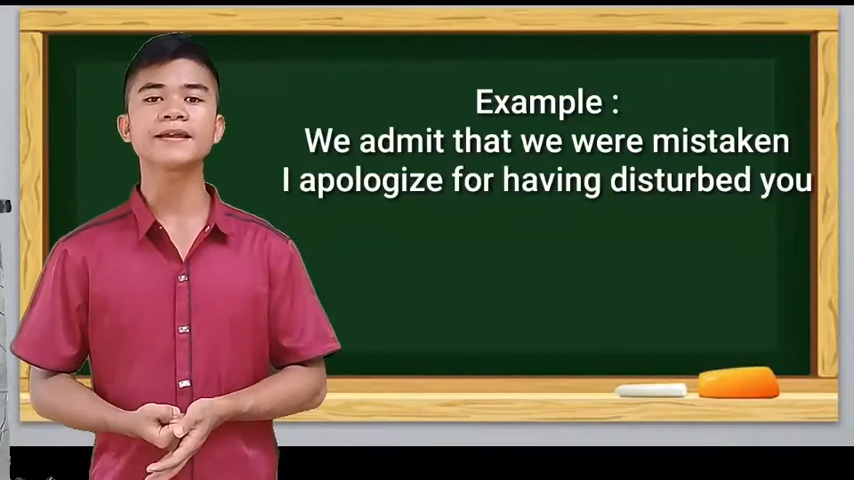 Example :
We admit that we were mistaken
I apologize for having disturbed you